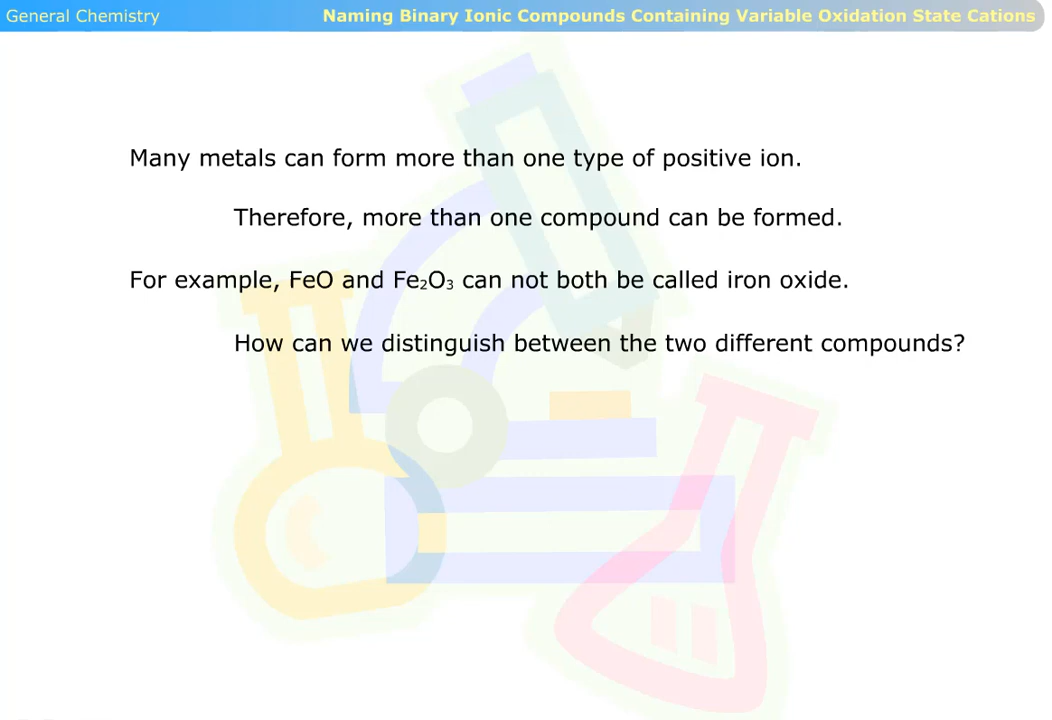 General Chemistry
Naming Binary Ionic Compounds Containing Variable Oxidation State Cations
Many metals can form more than one type of positive ion.
Therefore, more than one compound can be formed.
For example, FeO and Fe₂O₃ can not both be called iron oxide.
How can we distinguish between the two different compounds?